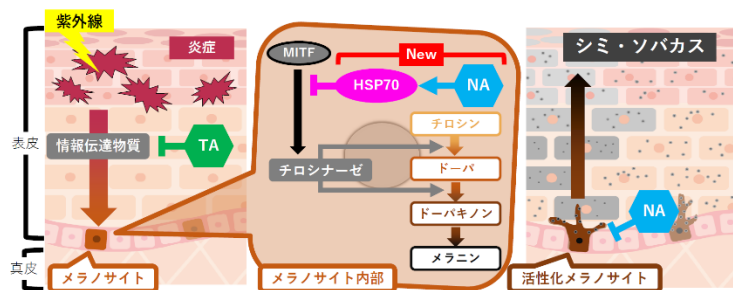 紫外線
炎症
情報伝達物質
TA
表皮
真皮
メラノサイト
New
MITF
HSP70
NA
チロシン
チロシナーゼ
ドーパ
ドーパキノン
メラニン
メラノサイト内部
シミ・ソバカス
NA
活性化メラノサイト